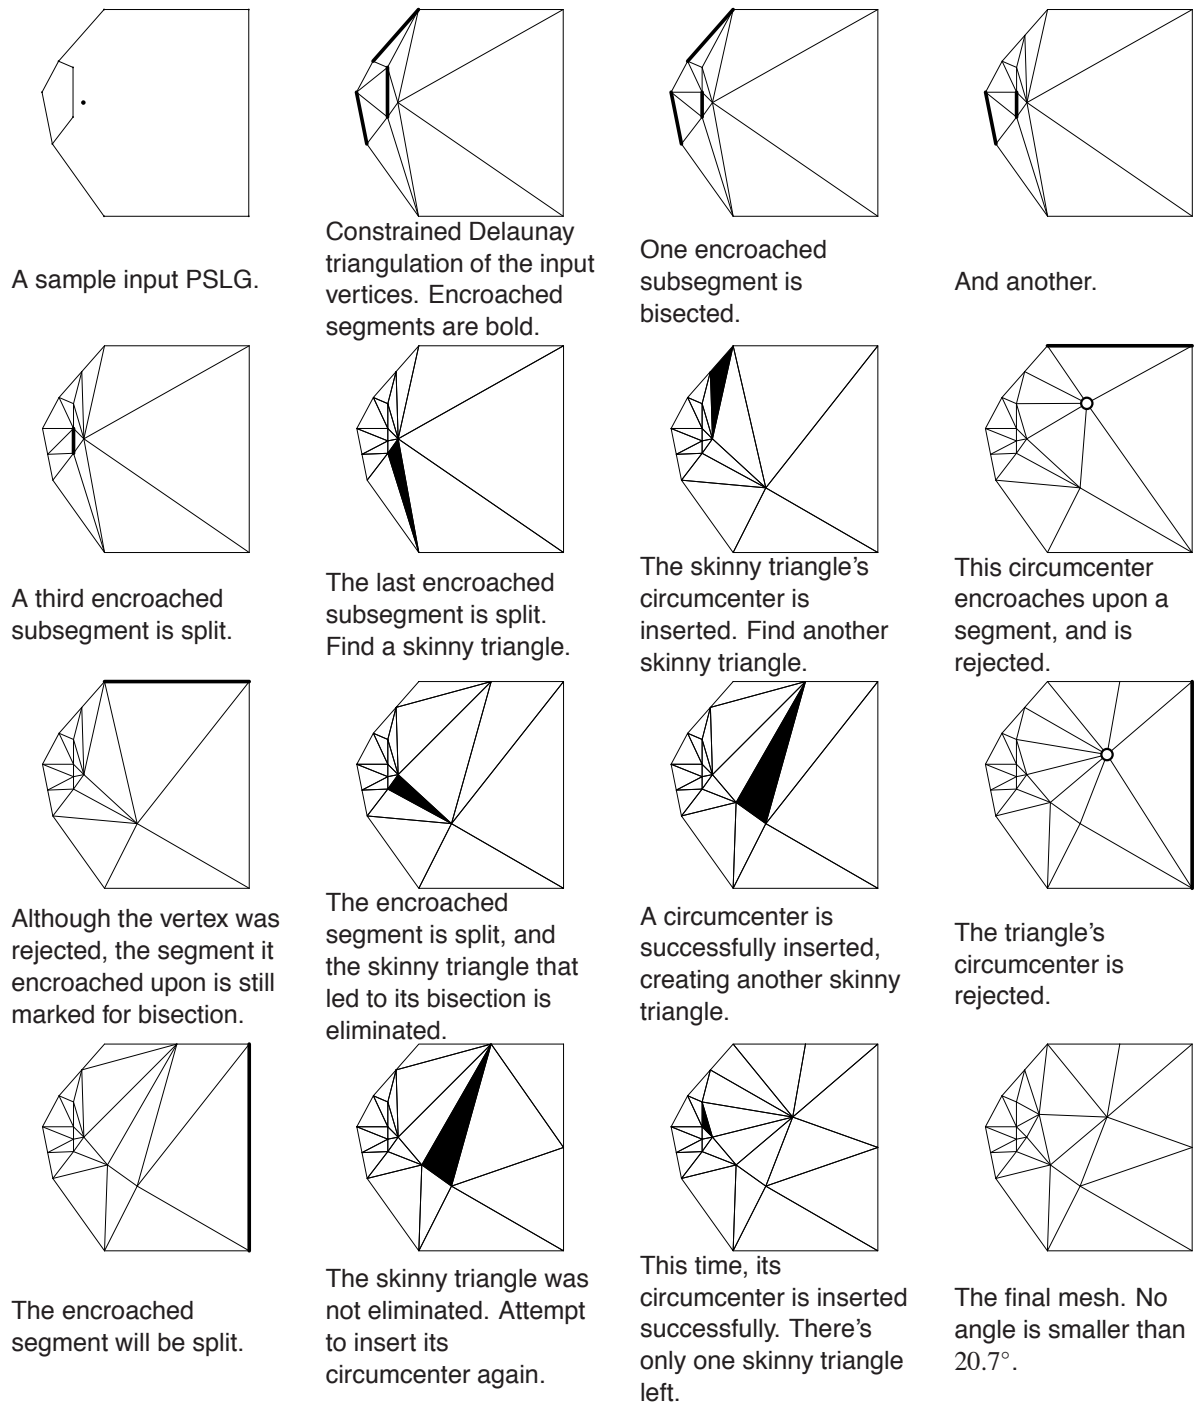 A sample input PSLG.
Constrained Delaunay
triangulation of the input
vertices. Encroached
segments are bold.
One encroached
subsegment is
bisected.
And another.
A third encroached
subsegment is split.
The last encroached
subsegment is split.
Find a skinny triangle.
The skinny triangle's
circumcenter is
inserted. Find another
skinny triangle.
This circumcenter
encroaches upon a
segment, and is
rejected.
Although the vertex was
rejected, the segment it
encroached upon is still
marked for bisection.
The encroached
segment is split, and
the skinny triangle that
led to its bisection is
eliminated.
A circumcenter is
successfully inserted,
creating another skinny
triangle.
The triangle's
circumcenter is
rejected.
The encroached
segment will be split.
The skinny triangle was
not eliminated. Attempt
to insert its
circumcenter again.
This time, its
circumcenter is inserted
successfully. There's
only one skinny triangle
left.
The final mesh. No
angle is smaller than
20.7°.